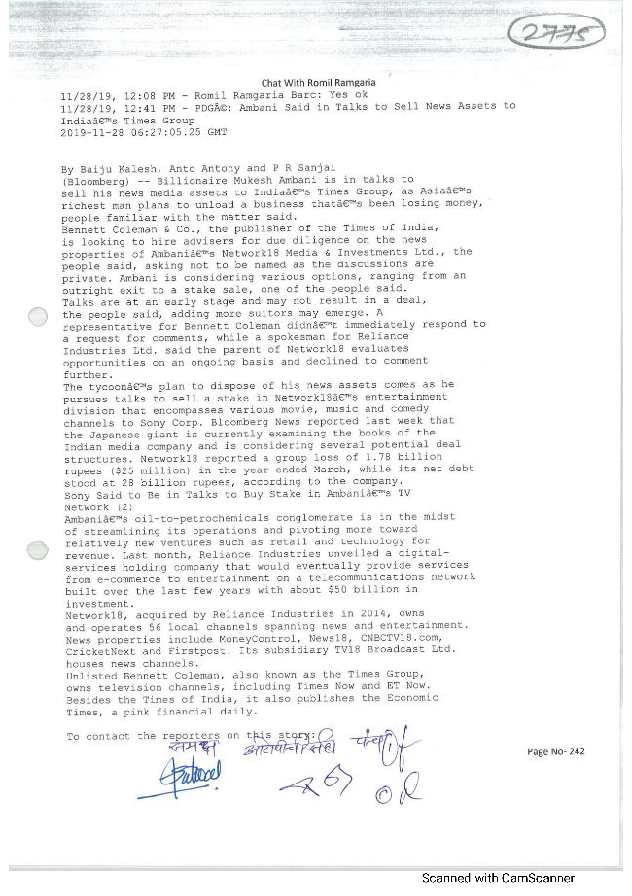 2775
Chat With Romil Ramgaria
11/28/19, 12:08 PM - Romil Ramgaria Barc: Yes ok
11/28/19, 12:41 PM - PDGÂ©: Ambani Said in Talks to Sell News Assets to
Indiaâ€™s Times Group
2019-11-28 06:27:05.25 GMT
By Baiju Kalesh, Anto Antony and P R Sanjai
(Bloomberg) -- Billionaire Mukesh Ambani is in talks to
sell his news media assets to Indiaâ€™s Times Group, as Asiaâ€™s
richest man plans to unload a business thatâ€™s been losing money,
people familiar with the matter said.
Bennett Coleman & Co., the publisher of the Times of India,
is looking to hire advisers for due diligence on the news
properties of Ambaniâ€™s Network18 Media & Investments Ltd., the
people said, asking not to be named as the discussions are
private. Ambani is considering various options, ranging from an
outright exit to a stake sale, one of the people said.
Talks are at an early stage and may not result in a deal,
the people said, adding more suitors may emerge. A
representative for Bennett Coleman didnâ€™t immediately respond to
a request for comments, while a spokesman for Reliance
Industries Ltd. said the parent of Network18 evaluates
opportunities on an ongoing basis and declined to comment
further.
The tycoonâ€™s plan to dispose of his news assets comes as he
pursues talks to sell a stake in Network18â€™s entertainment
division that encompasses various movie, music and comedy
channels to Sony Corp. Bloomberg News reported last week that
the Japanese giant is currently examining the books of the
Indian media company and is considering several potential deal
structures. Network18 reported a group loss of 1.78 billion
rupees ($25 million) in the year ended March, while its net debt
stood at 28 billion rupees, according to the company.
Sony Said to Be in Talks to Buy Stake in Ambaniâ€™s TV
Network (2)
Ambaniâ€™s oil-to-petrochemicals conglomerate is in the midst
of streamlining its operations and pivoting more toward
relatively new ventures such as retail and technology for
revenue. Last month, Reliance Industries unveiled a digital-
services holding company that would eventually provide services
from e-commerce to entertainment on a telecommunications network
built over the last few years with about $50 billion in
investment.
Network18, acquired by Reliance Industries in 2014, owns
and operates 56 local channels spanning news and entertainment.
News properties include MoneyControl, News18, CNBCTV18.com,
CricketNext and Firstpost. Its subsidiary TV18 Broadcast Ltd.
houses news channels.
Unlisted Bennett Coleman, also known as the Times Group,
owns television channels, including Times Now and ET Now.
Besides the Times of India, it also publishes the Economic
Times, a pink financial daily.
To contact the reporters on this story:
समक्ष
Page No- 242
Scanned with CamScanner